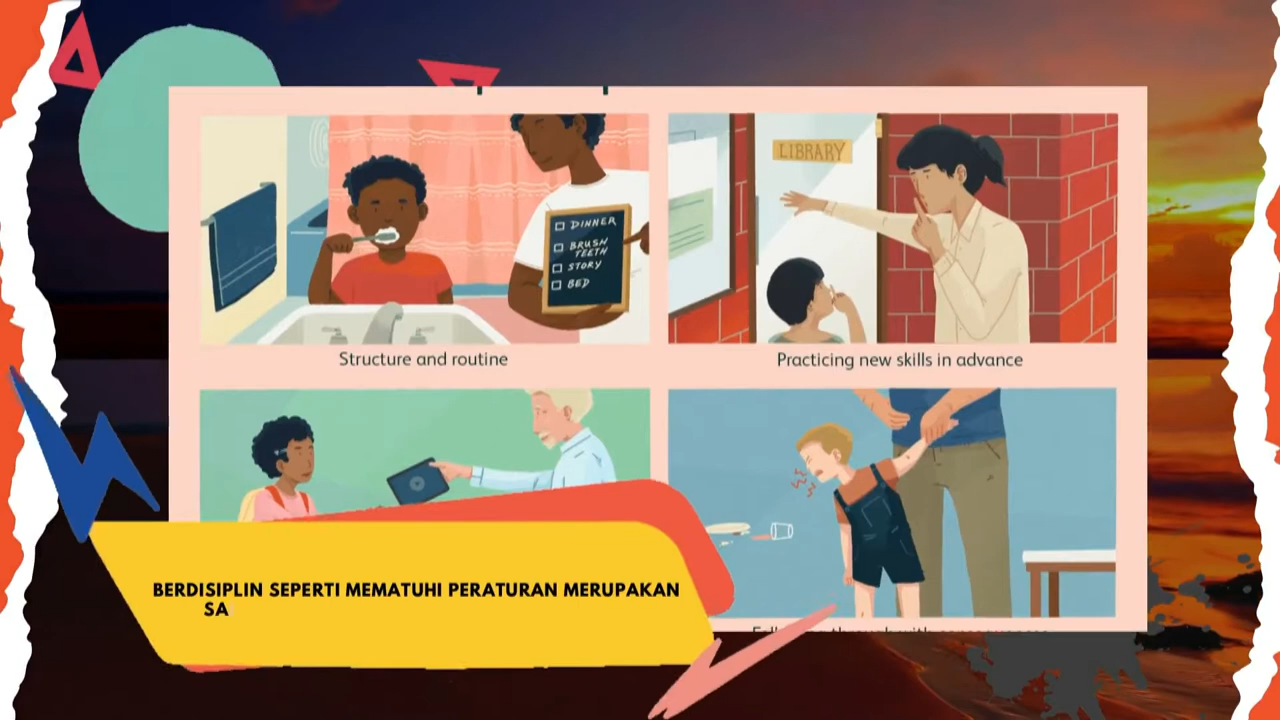 LIBRARY
DINNER
BRUSH
TEETH
STORY
BED
Structure and routine
Practicing new skills in advance
BERDISIPLIN SEPERTI MEMATUHI PERATURAN MERUPAKAN
SA